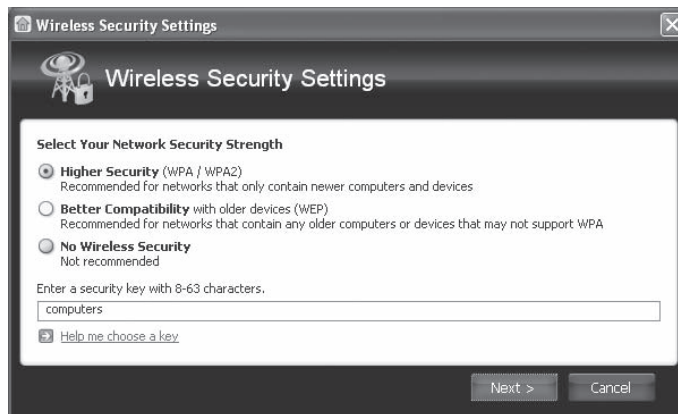 Wireless Security Settings
Wireless Security Settings
Select Your Network Security Strength
Higher Security (WPA / WPA2)
Recommended for networks that only contain newer computers and devices
Better Compatibility with older devices (WEP)
Recommended for networks that contain any older computers or devices that may not support WPA
No Wireless Security
Not recommended
Enter a security key with 8-63 characters.
computers
Help me choose a key
Next > Cancel